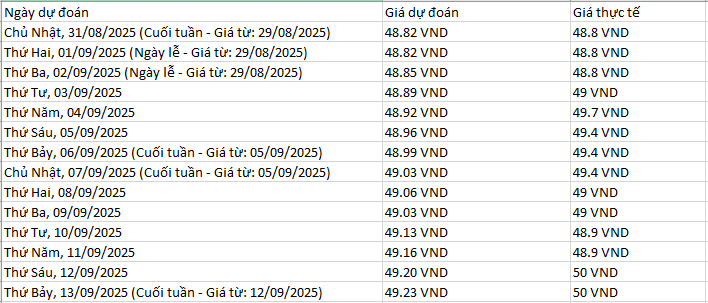 Ngày dự đoán Giá dự đoán Giá thực tế
Chủ Nhật, 31/08/2025 (Cuối tuần - Giá từ: 29/08/2025) 48.82 VND 48.8 VND
Thứ Hai, 01/09/2025 (Ngày lễ - Giá từ: 29/08/2025) 48.82 VND 48.8 VND
Thứ Ba, 02/09/2025 (Ngày lễ - Giá từ: 29/08/2025) 48.85 VND 48.8 VND
Thứ Tư, 03/09/2025 48.89 VND 49 VND
Thứ Năm, 04/09/2025 48.92 VND 49.7 VND
Thứ Sáu, 05/09/2025 48.96 VND 49.4 VND
Thứ Bảy, 06/09/2025 (Cuối tuần - Giá từ: 05/09/2025) 48.99 VND 49.4 VND
Chủ Nhật, 07/09/2025 (Cuối tuần - Giá từ: 05/09/2025) 49.03 VND 49.4 VND
Thứ Hai, 08/09/2025 49.06 VND 49 VND
Thứ Ba, 09/09/2025 49.03 VND 49 VND
Thứ Tư, 10/09/2025 49.13 VND 48.9 VND
Thứ Năm, 11/09/2025 49.16 VND 48.9 VND
Thứ Sáu, 12/09/2025 49.20 VND 50 VND
Thứ Bảy, 13/09/2025 (Cuối tuần - Giá từ: 12/09/2025) 49.23 VND 50 VND